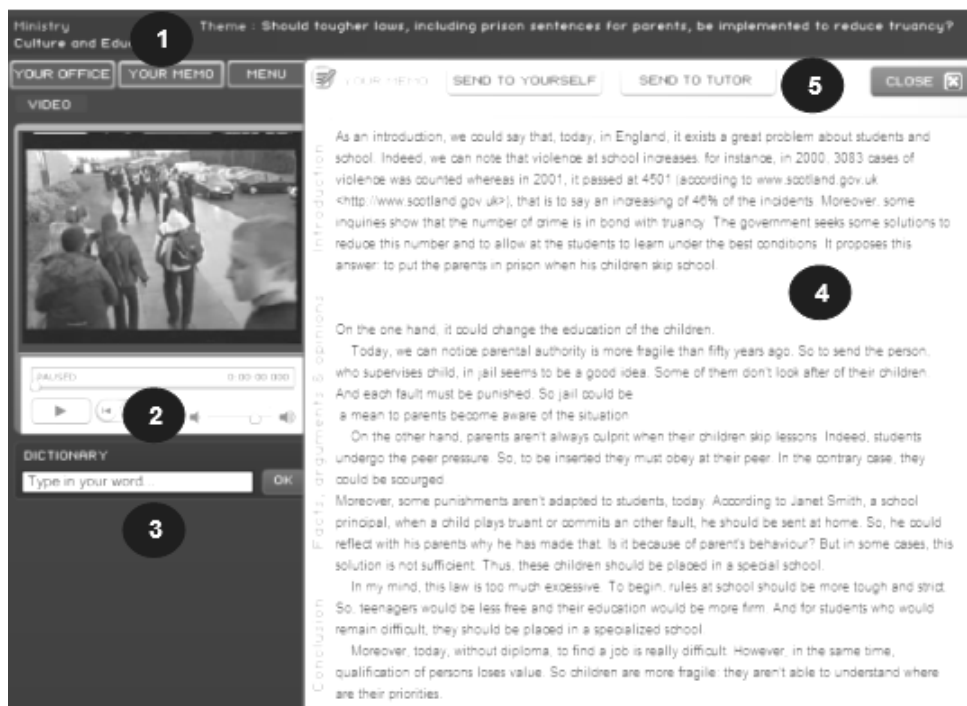 Ministry
Theme : Should tougher laws, including prison sentences for parents, be implemented to reduce truancy?
Culture and Edu
1
YOUR OFFICE
YOUR MEMO
MENU
YOUR MEMO
SEND TO YOURSELF
SEND TO TUTOR
5
CLOSE
VIDEO
PAUSED
0:00:00.000
2
DICTIONARY
Type in your word...
OK
3
Introduction
As an introduction, we could say that, today, in England, it exists a great problem about students and
school. Indeed, we can note that violence at school increases. for instance, in 2000, 3083 cases of
violence was counted whereas in 2001, it passed at 4501 (according to www.scotland.gov.uk
<http://www.scotland.gov.uk>), that is to say an increasing of 46% of the incidents. Moreover, some
inquiries show that the number of crime is in bond with truancy. The government seeks some solutions to
reduce this number and to allow at the students to learn under the best conditions. It proposes this
answer: to put the parents in prison when his children skip school.
4
Facts, arguments & opinions
On the one hand, it could change the education of the children.
Today, we can notice parental authority is more fragile than fifty years ago. So to send the person,
who supervises child, in jail seems to be a good idea. Some of them don't look after of their children.
And each fault must be punished. So jail could be
a mean to parents become aware of the situation
On the other hand, parents aren't always culprit when their children skip lessons. Indeed, students
undergo the peer pressure. So, to be inserted they must obey at their peer. In the contrary case, they
could be scourged
Moreover, some punishments aren't adapted to students, today. According to Janet Smith, a school
principal, when a child plays truant or commits an other fault, he should be sent at home. So, he could
reflect with his parents why he has made that. Is it because of parent's behaviour? But in some cases, this
solution is not sufficient. Thus, these children should be placed in a special school.
Conclusion
In my mind, this law is too much excessive. To begin, rules at school should be more tough and strict.
So, teenagers would be less free and their education would be more firm. And for students who would
remain difficult, they should be placed in a specialized school.
Moreover, today, without diploma, to find a job is really difficult. However, in the same time,
qualification of persons loses value. So children are more fragile: they aren't able to understand where
are their priorities.